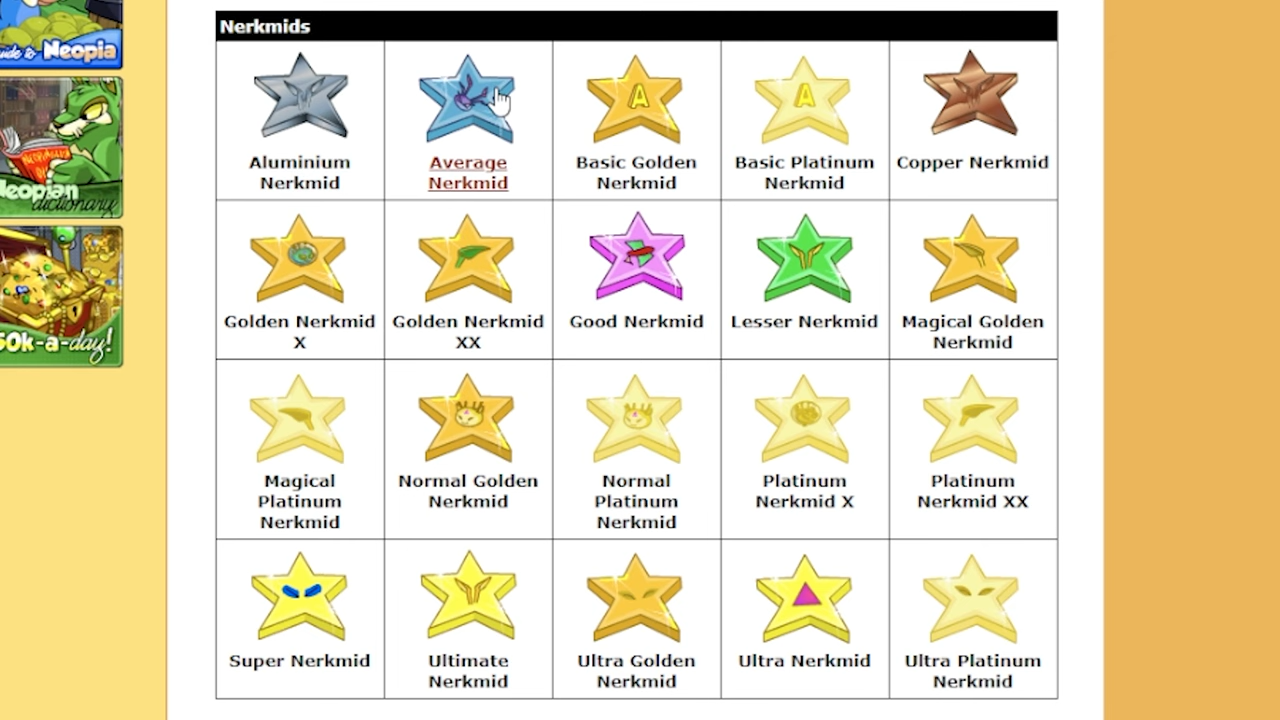 Nerkmids
Aluminium
Nerkmid
Average
Nerkmid
Basic Golden
Nerkmid
Basic Platinum
Nerkmid
Copper Nerkmid
Golden Nerkmid
X
Golden Nerkmid
XX
Good Nerkmid
Lesser Nerkmid
Magical Golden
Nerkmid
Magical
Platinum
Nerkmid
Normal Golden
Nerkmid
Normal
Platinum
Nerkmid
Platinum
Nerkmid X
Platinum
Nerkmid XX
Super Nerkmid
Ultimate
Nerkmid
Ultra Golden
Nerkmid
Ultra Nerkmid
Ultra Platinum
Nerkmid
A
A
to Neopia
Neopian
dictionary
50k-a-day!